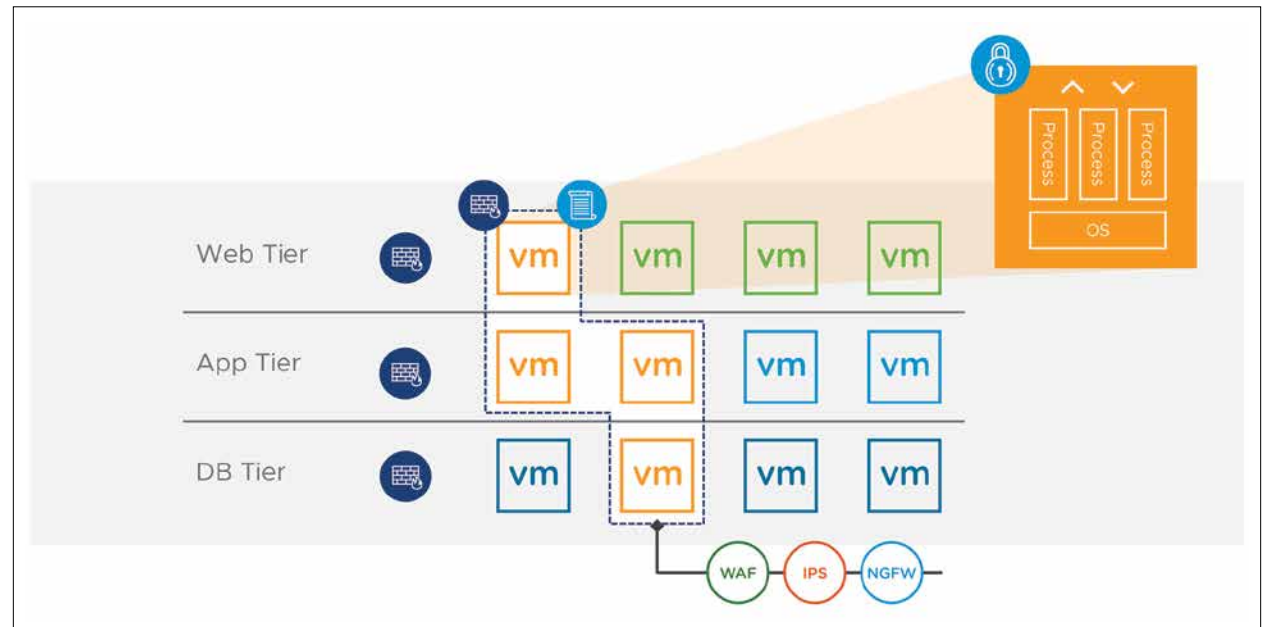 Process
Process
Process
OS
Web Tier
vm
vm
vm
vm
App Tier
vm
vm
vm
vm
DB Tier
vm
vm
vm
vm
WAF
IPS
NGFW